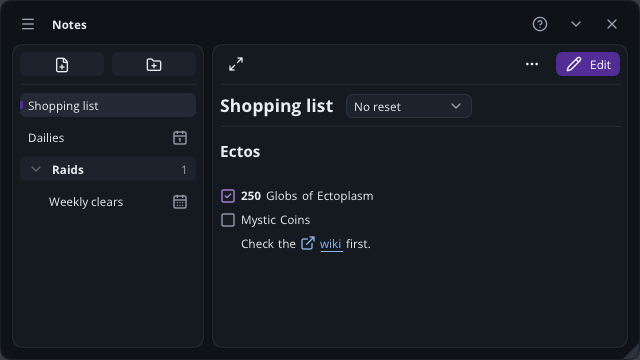 Notes
Edit
Shopping list
Dailies
Raids 1
Weekly clears
Shopping list No reset
Ectos
250 Globs of Ectoplasm
Mystic Coins
Check the wiki first.